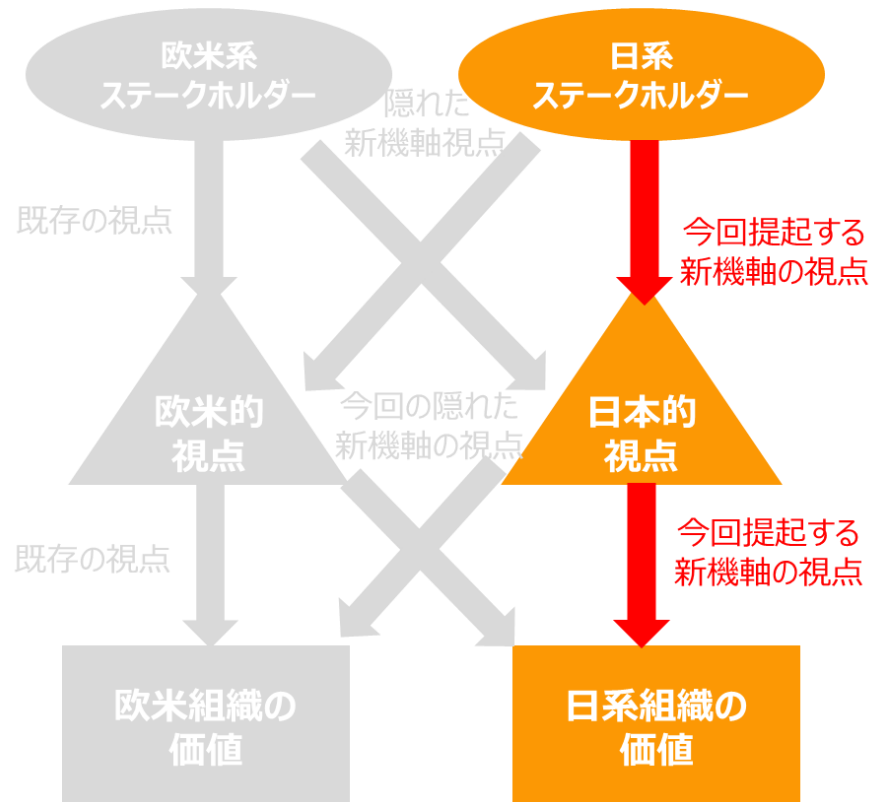 欧米系
ステークホルダー
日系
ステークホルダー
隠れた
新機軸視点
既存の視点
今回提起する
新機軸の視点
欧米的
視点
今回の隠れた
新機軸の視点
日本的
視点
既存の視点
今回提起する
新機軸の視点
欧米組織の
価値
日系組織の
価値